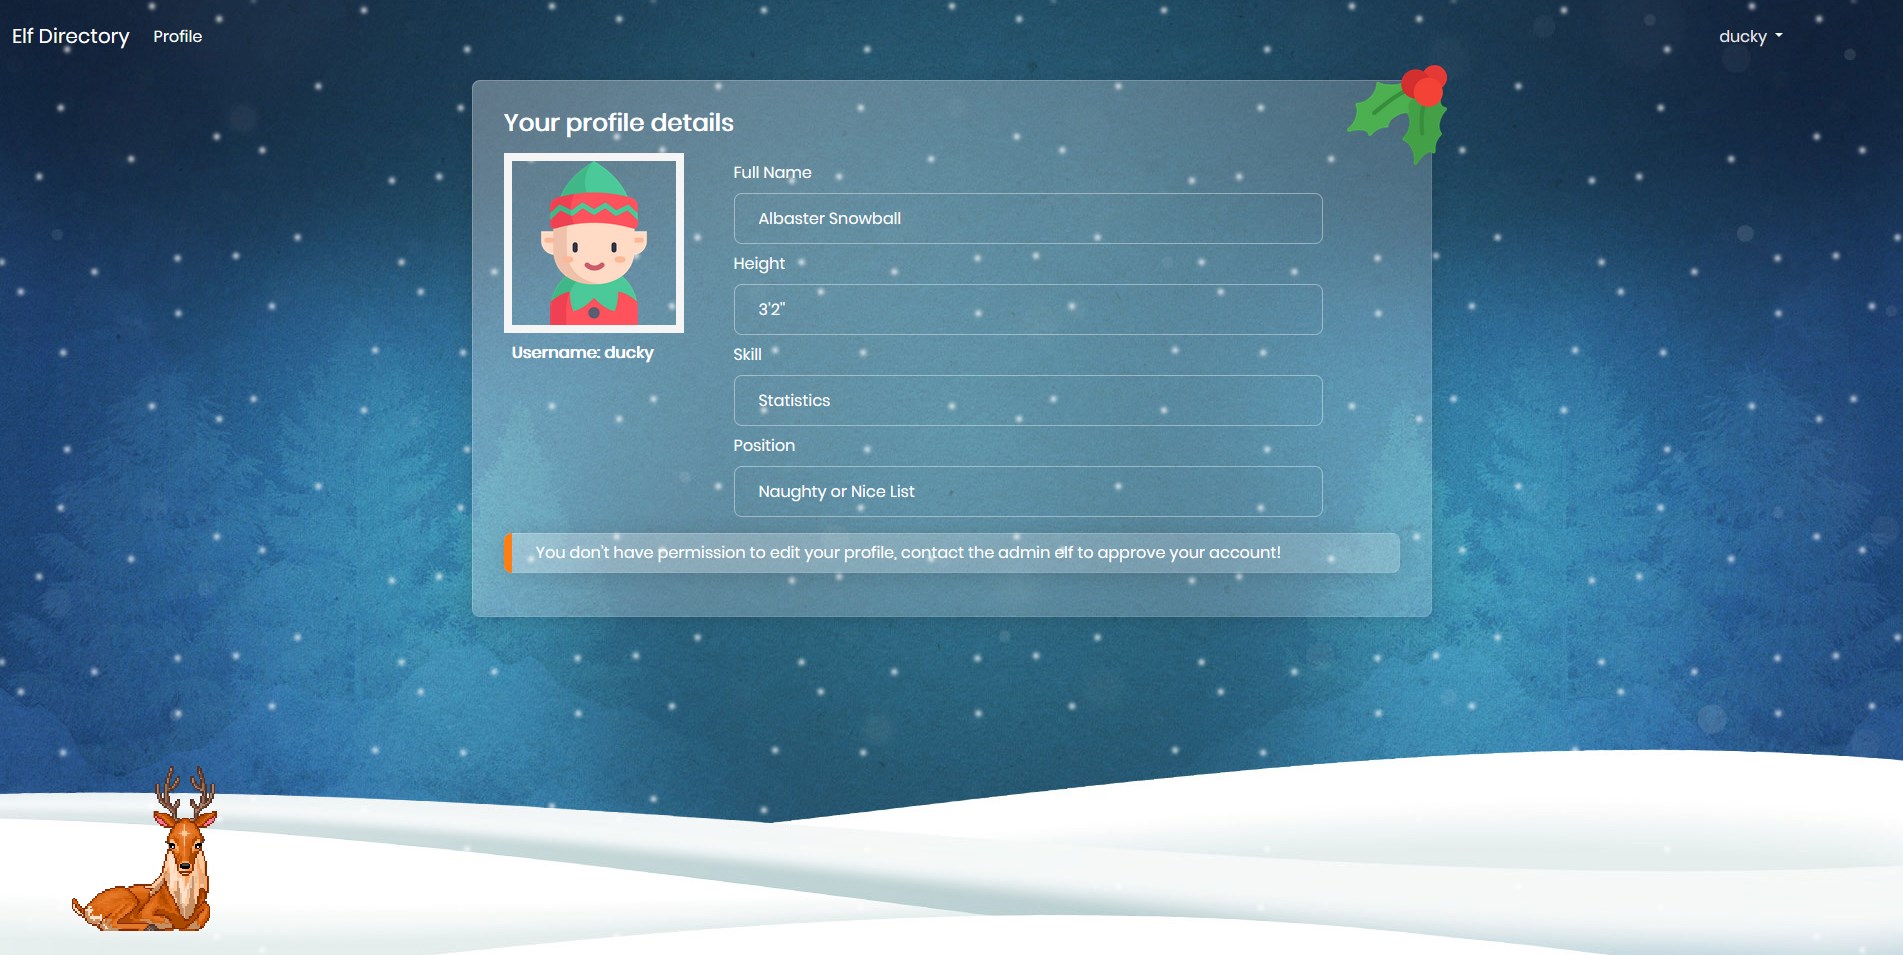 Elf Directory Profile ducky
Your profile details
Username: ducky
Full Name
Albaster Snowball
Height
3'2"
Skill
Statistics
Position
Naughty or Nice List
You don't have permission to edit your profile, contact the admin elf to approve your account!